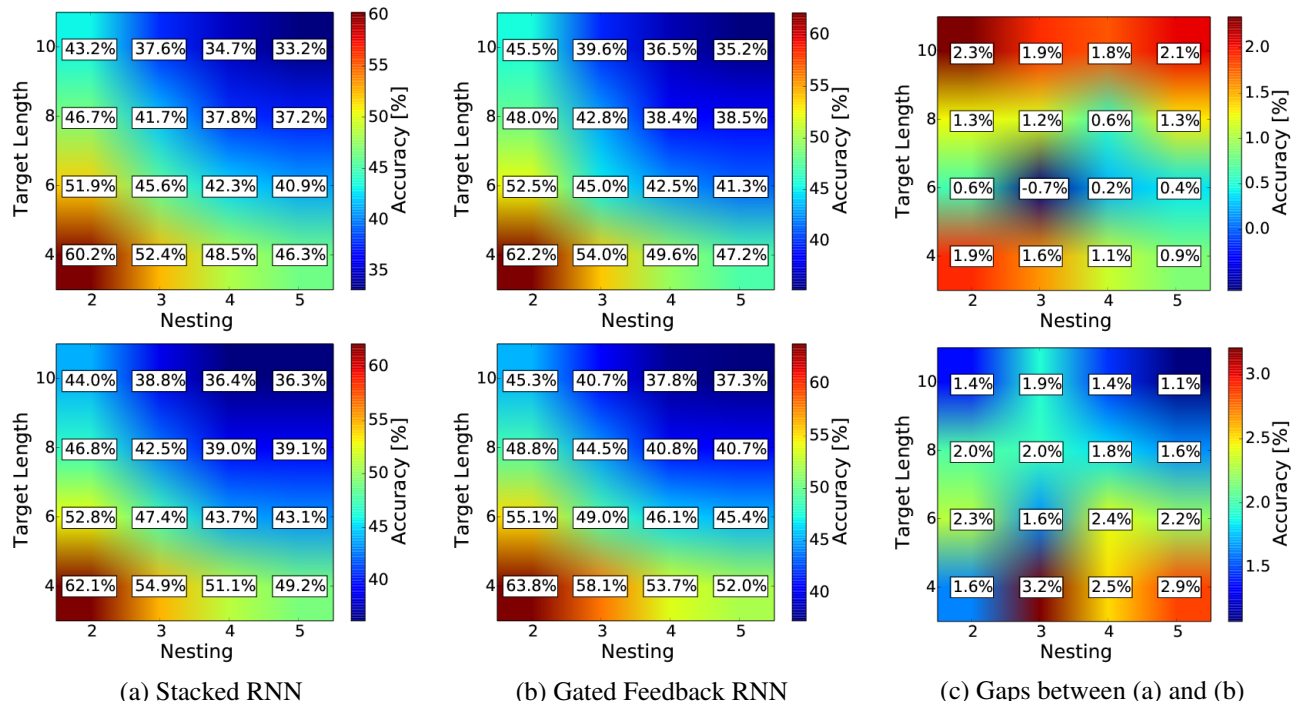 Target Length
10
8
6
4
43.2% 37.6% 34.7% 33.2%
46.7% 41.7% 37.8% 37.2%
51.9% 45.6% 42.3% 40.9%
60.2% 52.4% 48.5% 46.3%
2 3 4 5
Nesting
60
55
50
45
40
35
Accuracy [%]
Target Length
10
8
6
4
45.5% 39.6% 36.5% 35.2%
48.0% 42.8% 38.4% 38.5%
52.5% 45.0% 42.5% 41.3%
62.2% 54.0% 49.6% 47.2%
2 3 4 5
Nesting
60
55
50
45
40
Accuracy [%]
Target Length
10
8
6
4
2.3% 1.9% 1.8% 2.1%
1.3% 1.2% 0.6% 1.3%
0.6% -0.7% 0.2% 0.4%
1.9% 1.6% 1.1% 0.9%
2 3 4 5
Nesting
2.0
1.5
1.0
0.5
0.0
Accuracy [%]
Target Length
10
8
6
4
44.0% 38.8% 36.4% 36.3%
46.8% 42.5% 39.0% 39.1%
52.8% 47.4% 43.7% 43.1%
62.1% 54.9% 51.1% 49.2%
2 3 4 5
Nesting
60
55
50
45
40
Accuracy [%]
Target Length
10
8
6
4
45.3% 40.7% 37.8% 37.3%
48.8% 44.5% 40.8% 40.7%
55.1% 49.0% 46.1% 45.4%
63.8% 58.1% 53.7% 52.0%
2 3 4 5
Nesting
60
55
50
45
40
Accuracy [%]
Target Length
10
8
6
4
1.4% 1.9% 1.4% 1.1%
2.0% 2.0% 1.8% 1.6%
2.3% 1.6% 2.4% 2.2%
1.6% 3.2% 2.5% 2.9%
2 3 4 5
Nesting
3.0
2.5
2.0
1.5
Accuracy [%]
(a) Stacked RNN
(b) Gated Feedback RNN
(c) Gaps between (a) and (b)